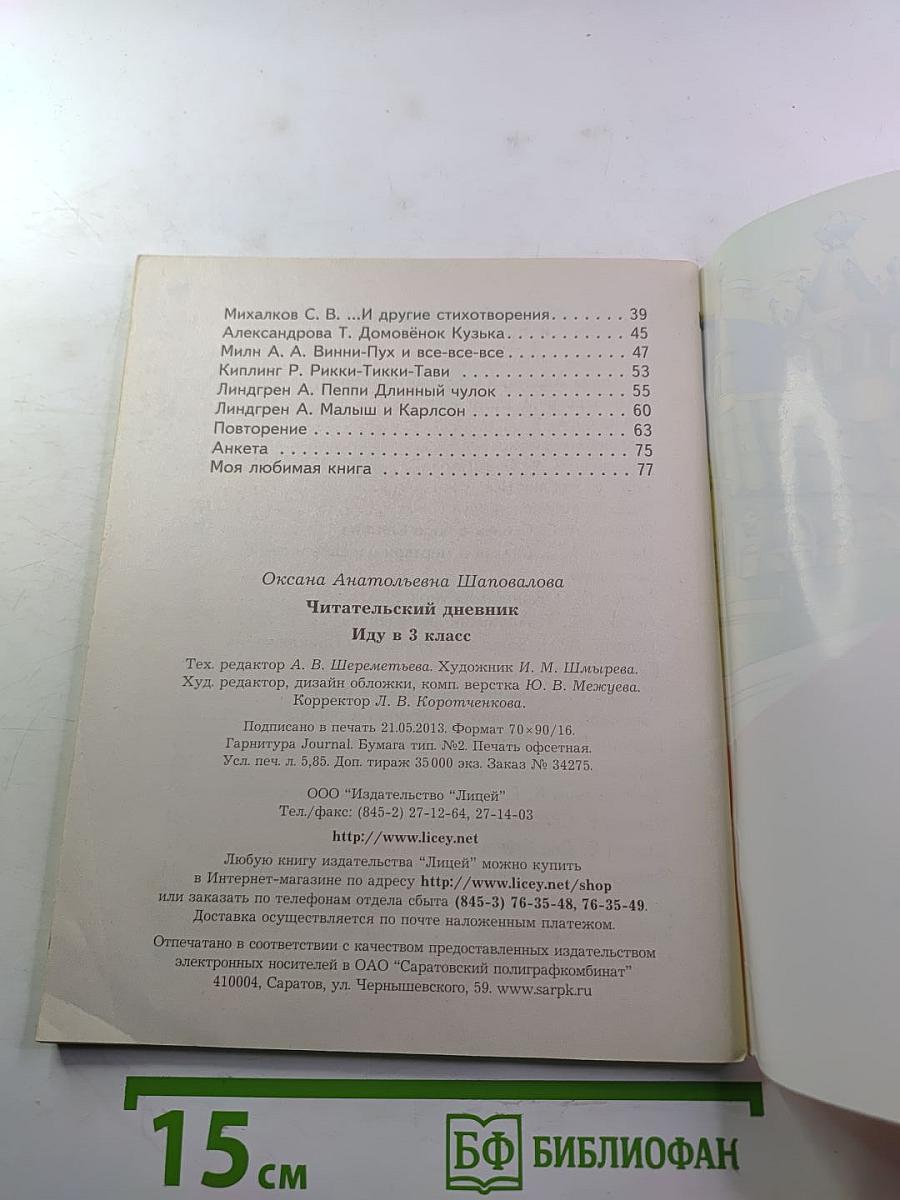 Михалков С. В. ...И другие стихотворения. . . . . . . 39
Александрова Т. Домовёнок Кузька. . . . . . . . . . . 45
Милн А. А. Винни-Пух и все-все-все . . . . . . . . . . . 47
Киплинг Р. Рикки-Тикки-Тави . . . . . . . . . . . . . . . . 53
Линдгрен А. Пеппи Длинный чулок . . . . . . . . . . . 55
Линдгрен А. Малыш и Карлсон . . . . . . . . . . . . . . 60
Повторение . . . . . . . . . . . . . . . . . . . . . . . . . . . . 63
Анкета . . . . . . . . . . . . . . . . . . . . . . . . . . . . . . . . 75
Моя любимая книга . . . . . . . . . . . . . . . . . . . . . . 77
Оксана Анатольевна Шаповалова
Читательский дневник
Иду в 3 класс
Тех. редактор А. В. Шереметьева. Художник И. М. Шмырева.
Худ. редактор, дизайн обложки, комп. верстка Ю. В. Межуева.
Корректор Л. В. Коротченкова.
Подписано в печать 21.05.2013. Формат 70×90/16.
Гарнитура Journal. Бумага тип. №2. Печать офсетная.
Усл. печ. л. 5,85. Доп. тираж 35 000 экз. Заказ № 34275.
ООО “Издательство “Лицей”
Тел./факс: (845-2) 27-12-64, 27-14-03
http://www.licey.net
Любую книгу издательства “Лицей” можно купить
в Интернет-магазине по адресу http://www.licey.net/shop
или заказать по телефонам отдела сбыта (845-3) 76-35-48, 76-35-49.
Доставка осуществляется по почте наложенным платежом.
Отпечатано в соответствии с качеством предоставленных издательством
электронных носителей в ОАО “Саратовский полиграфкомбинат”
410004, Саратов, ул. Чернышевского, 59. www.sarpk.ru
15 см
БФ БИБЛИОФАН